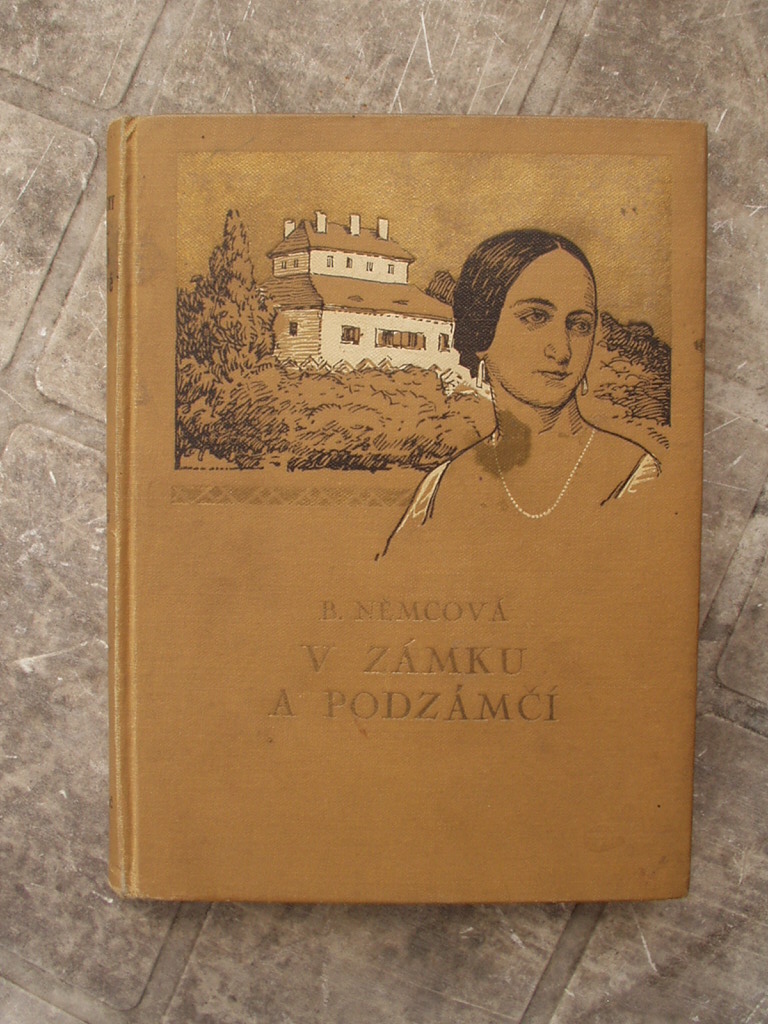 B. NĚMCOVÁ
V ZÁMKU
A PODZÁMČÍ